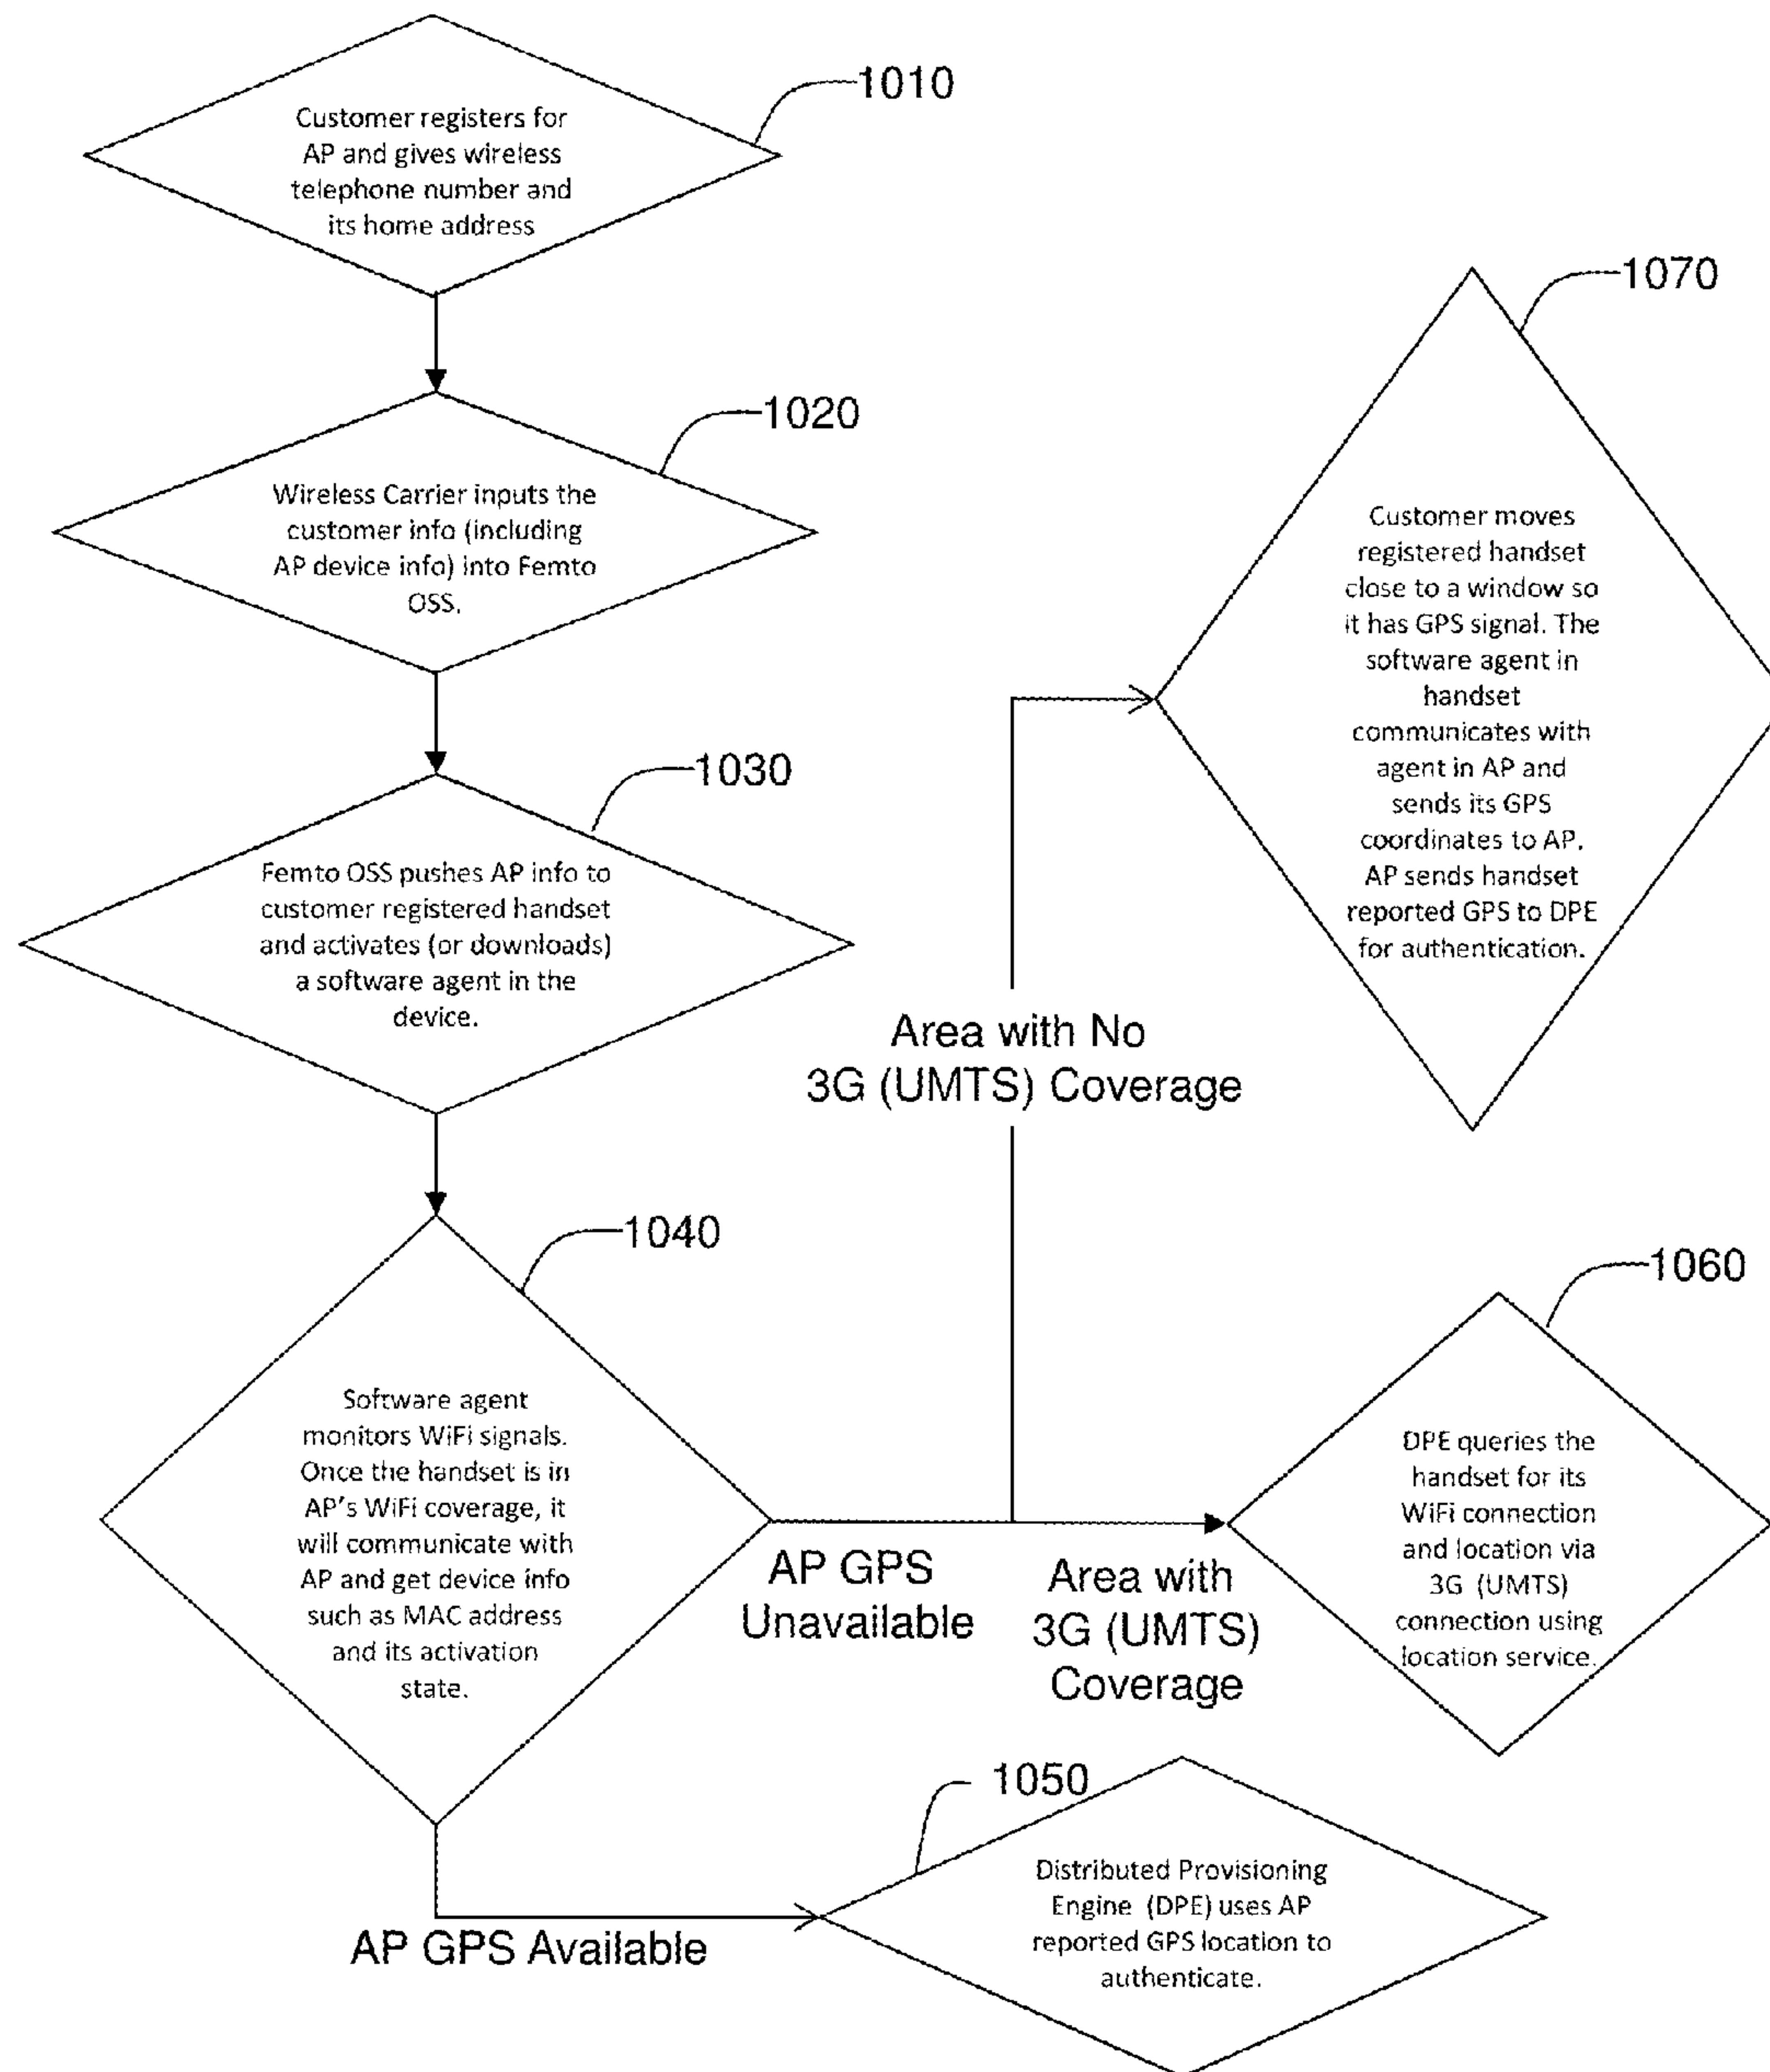 1010
Customer registers for
AP and gives wireless
telephone number and
its home address
1020
Wireless Carrier inputs the
customer info (including
AP device info) into Femto
OSS.
1030
Femto OSS pushes AP info to
customer registered handset
and activates (or downloads)
a software agent in the
device.
1040
Software agent
monitors WiFi signals.
Once the handset is in
AP's WiFi coverage, it
will communicate with
AP and get device info
such as MAC address
and its activation
state.
AP GPS
Unavailable
Area with No
3G (UMTS) Coverage
1070
Customer moves
registered handset
close to a window so
it has GPS signal. The
software agent in
handset
communicates with
agent in AP and
sends its GPS
coordinates to AP.
AP sends handset
reported GPS to DPE
for authentication.
Area with
3G (UMTS)
Coverage
1060
DPE queries the
handset for its
WiFi connection
and location via
3G (UMTS)
connection using
location service.
AP GPS Available
1050
Distributed Provisioning
Engine (DPE) uses AP
reported GPS location to
authenticate.